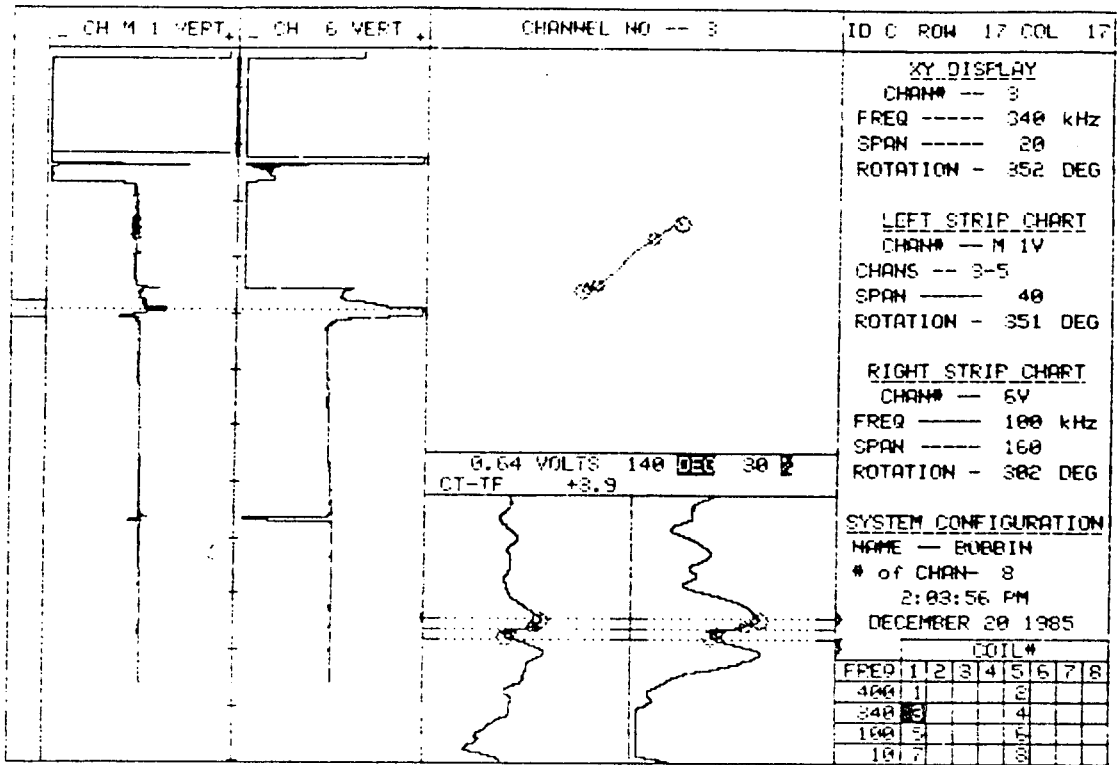 _ CH M 1 VERT + _ CH 6 VERT + CHANNEL NO -- 3 ID C ROW 17 COL 17
XY DISPLAY
CHAN# -- 3
FREQ ----- 340 kHz
SPAN ----- 20
ROTATION - 352 DEG
LEFT STRIP CHART
CHAN# -- M 1V
CHANS -- 3-5
SPAN ----- 40
ROTATION - 351 DEG
RIGHT STRIP CHART
CHAN# -- 6V
FREQ ----- 100 kHz
SPAN ----- 160
ROTATION - 302 DEG
0.64 VOLTS 140 DEG 30
CT-TF +3.9
SYSTEM CONFIGURATION
NAME -- BOBBIN
# of CHAN- 8
2:03:56 PM
DECEMBER 20 1985
COIL#
FREQ 1 2 3 4 5 6 7 8
400 1 2
340 3 4
100 5 6
10 7 8